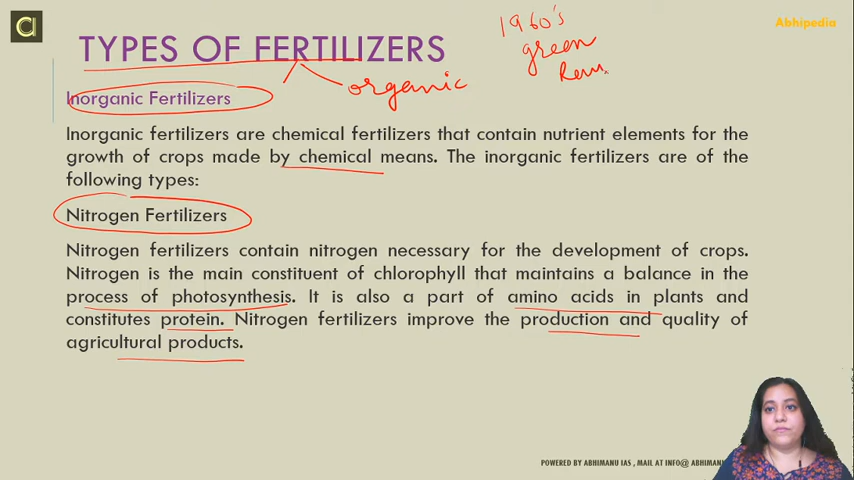 Abhipedia
1960's
green
TYPES OF FERTILIZERS
organic
Inorganic Fertilizers
Inorganic fertilizers are chemical fertilizers that contain nutrient elements for the
growth of crops made by chemical means. The inorganic fertilizers are of the
following types:
Nitrogen Fertilizers
Nitrogen fertilizers contain nitrogen necessary for the development of crops.
Nitrogen is the main constituent of chlorophyll that maintains a balance in the
process of photosynthesis. It is also a part of amino acids in plants and
constitutes protein. Nitrogen fertilizers improve the production and quality of
agricultural products.
POWERED BY ABHIMANU IAS , MAIL AT INFO@ ABHIMANU